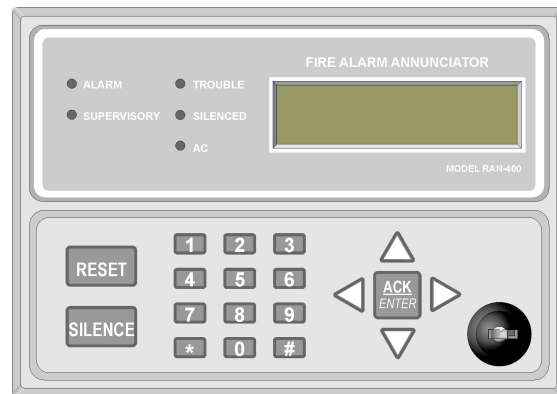 FIRE ALARM ANNUNCIATOR
ALARM TROUBLE
SUPERVISORY SILENCED
AC
MODEL RAN-400
RESET
SILENCE
1 2 3
4 5 6
7 8 9
* 0 #
ACK
ENTER